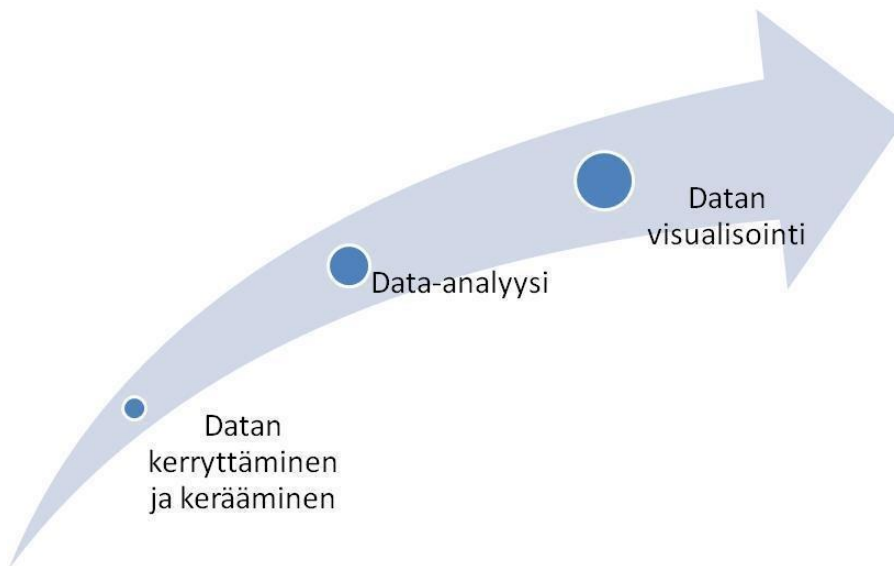 Datan
visualisointi
Data-analyysi
Datan
kerryttäminen
ja kerääminen